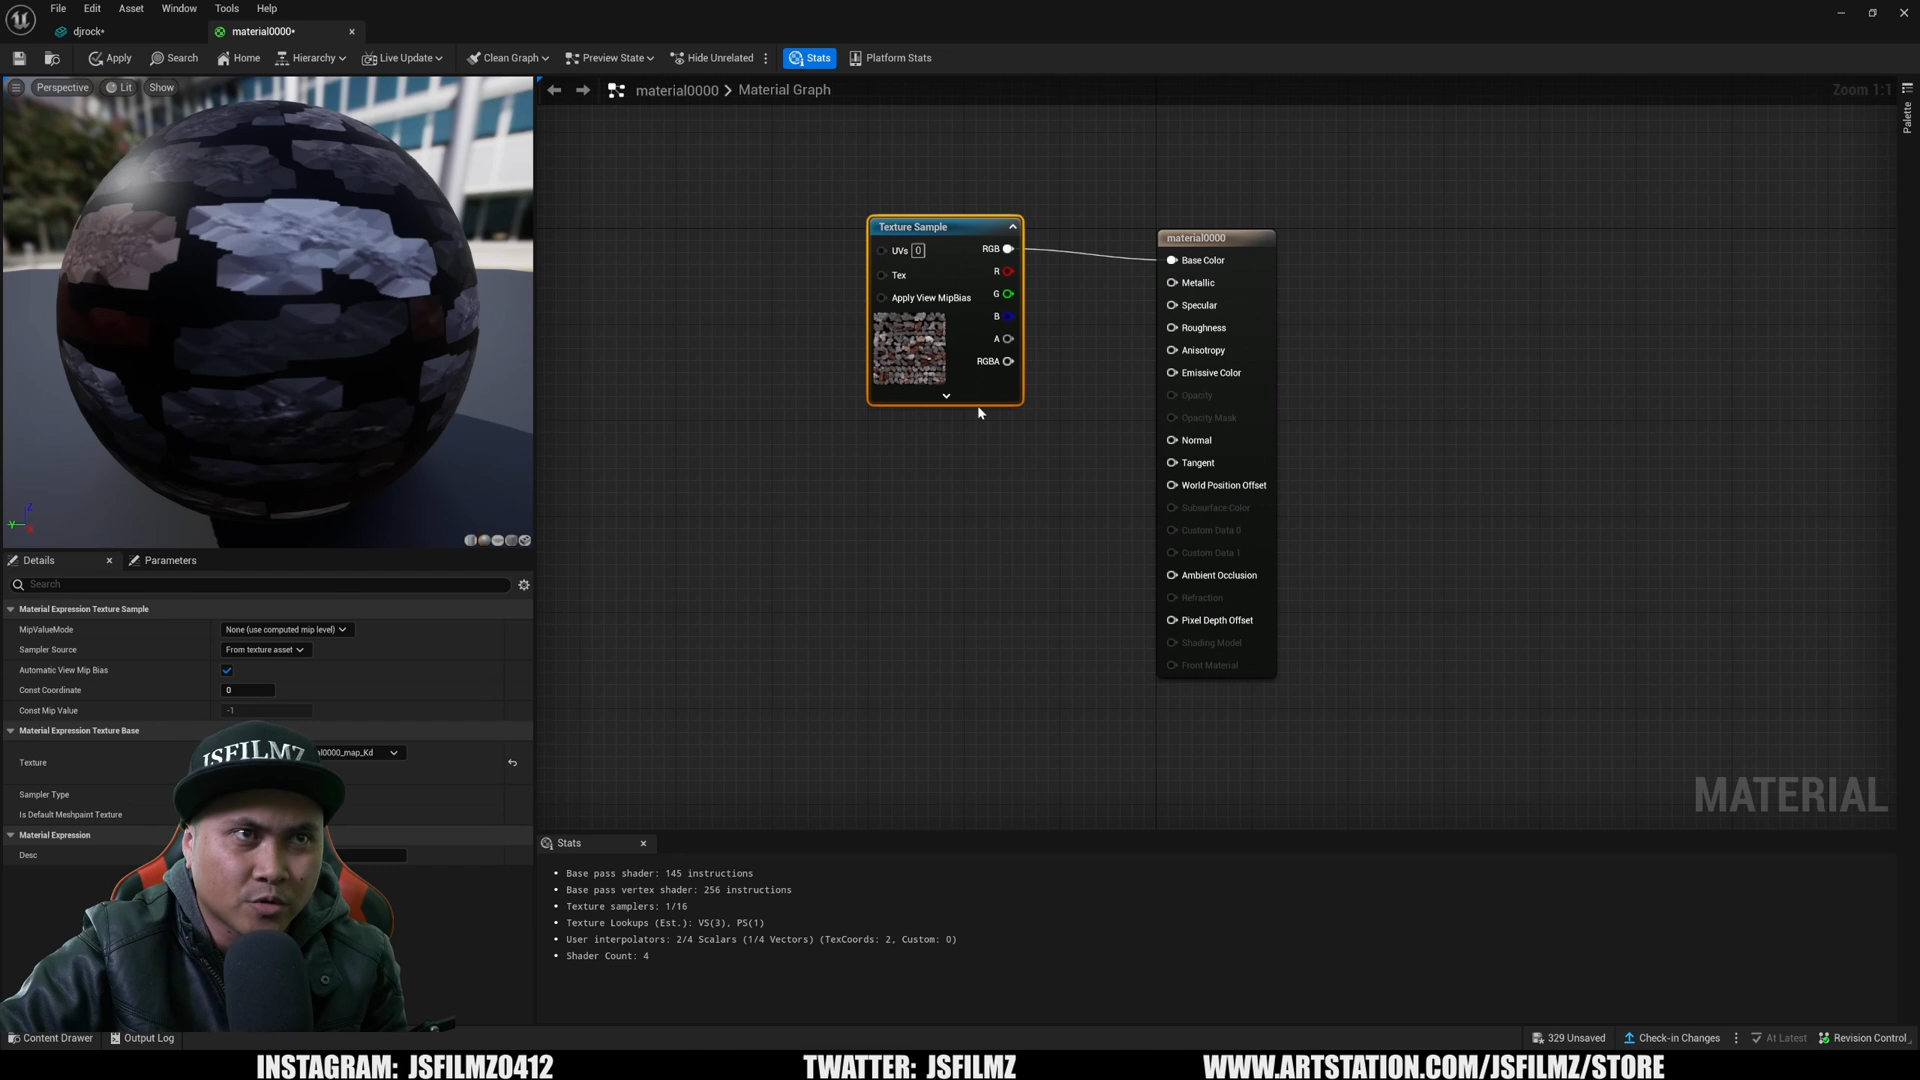 File Edit Asset Window Tools Help
djrock*
material0000*
Apply Search Home Hierarchy Live Update Clean Graph Preview State Hide Unrelated Stats Platform Stats
Perspective Lit Show
material0000 > Material Graph
Zoom 1:1
Palette
Texture Sample
UVs 0
Tex
Apply View MipBias
RGB
R
G
B
A
RGBA
material0000
Base Color
Metallic
Specular
Roughness
Anisotropy
Emissive Color
Opacity
Opacity Mask
Normal
Tangent
World Position Offset
Subsurface Color
Custom Data 0
Custom Data 1
Ambient Occlusion
Refraction
Pixel Depth Offset
Shading Model
Front Material
MATERIAL
Z
Y
Details
Parameters
Search
Material Expression Texture Sample
MipValueMode None (use computed mip level)
Sampler Source From texture asset
Automatic View Mip Bias
Const Coordinate 0
Const Mip Value -1
Material Expression Texture Base
Texture l0000_map_Kd
Sampler Type
Is Default Meshpaint Texture
Material Expression
Desc
JSFILMZ
Stats
Base pass shader: 145 instructions
Base pass vertex shader: 256 instructions
Texture samplers: 1/16
Texture Lookups (Est.): VS(3), PS(1)
User interpolators: 2/4 Scalars (1/4 Vectors) (TexCoords: 2, Custom: 0)
Shader Count: 4
Content Drawer Output Log 329 Unsaved Check-in Changes At Latest Revision Control
INSTAGRAM: JSFILMZ0412 TWATTER: JSFILMZ WWW.ARTSTATION.COM/JSFILMZ/STORE